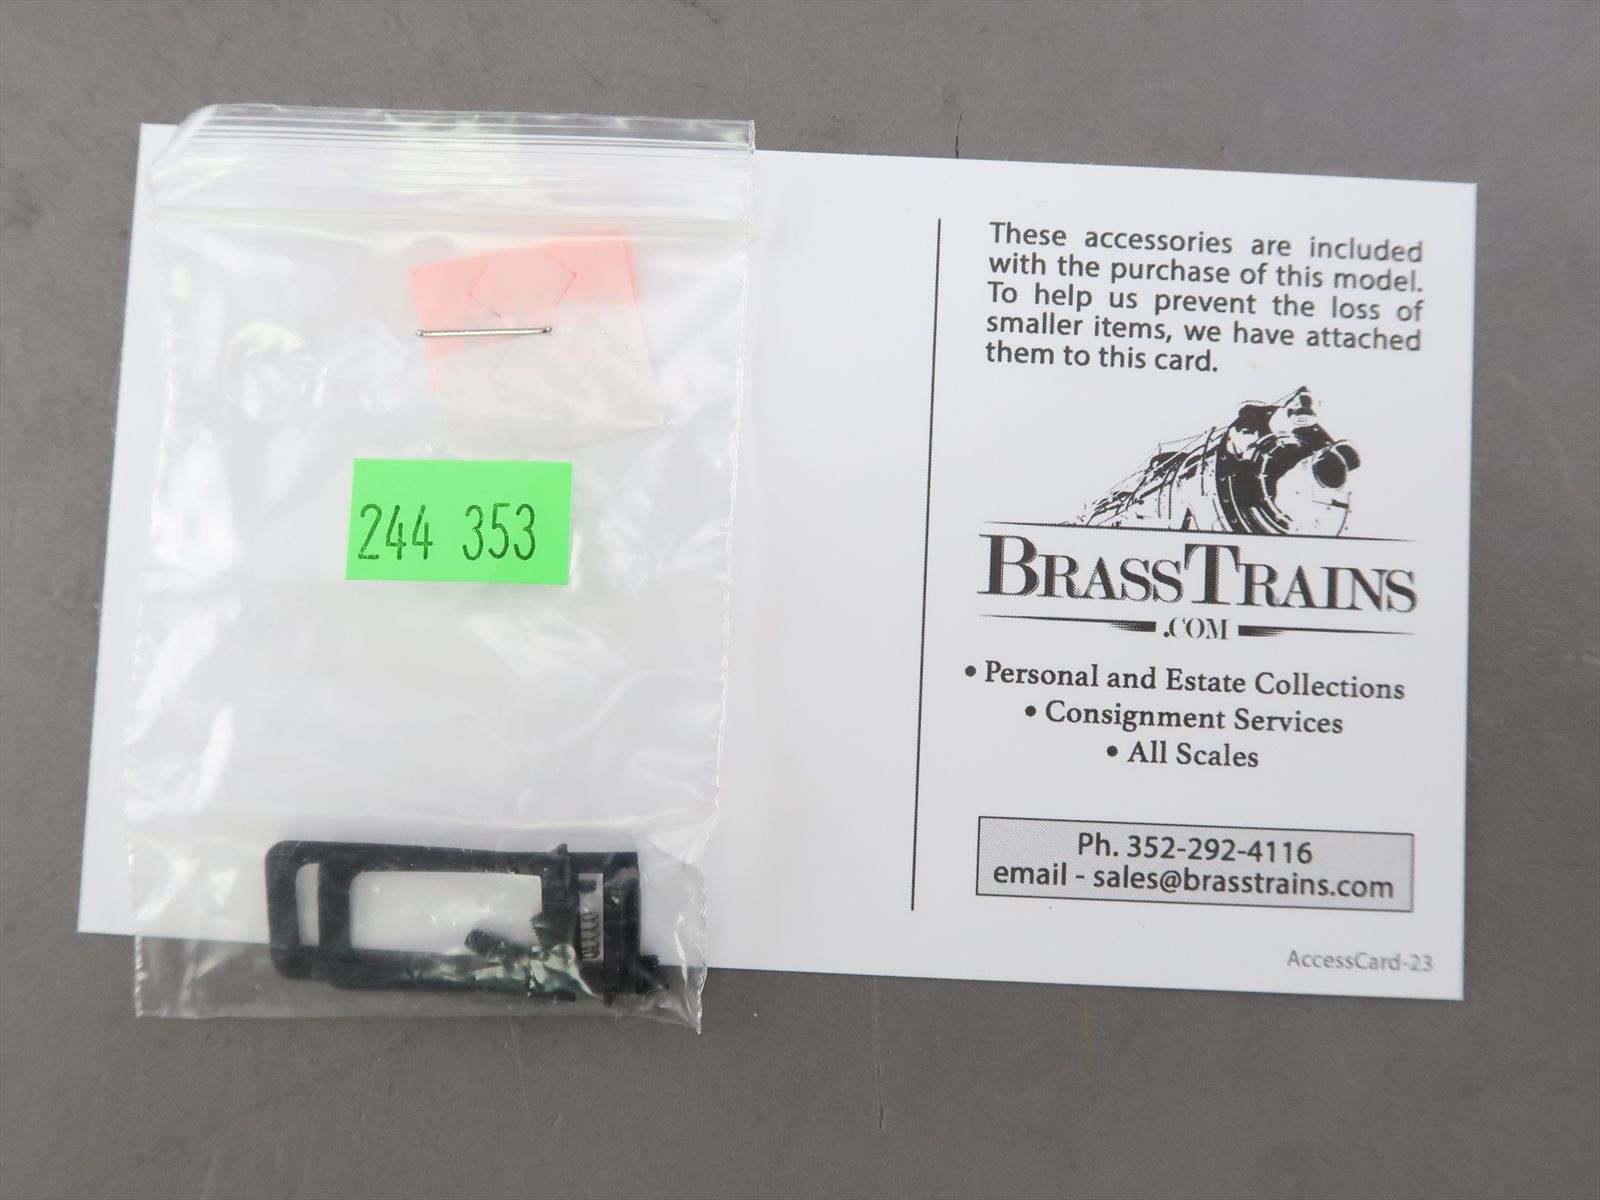 244 353
These accessories are included
with the purchase of this model.
To help us prevent the loss of
smaller items, we have attached
them to this card.
BRASSTRAINS
.COM
• Personal and Estate Collections
• Consignment Services
• All Scales
Ph. 352-292-4116
email - sales@brasstrains.com
AccessCard-23